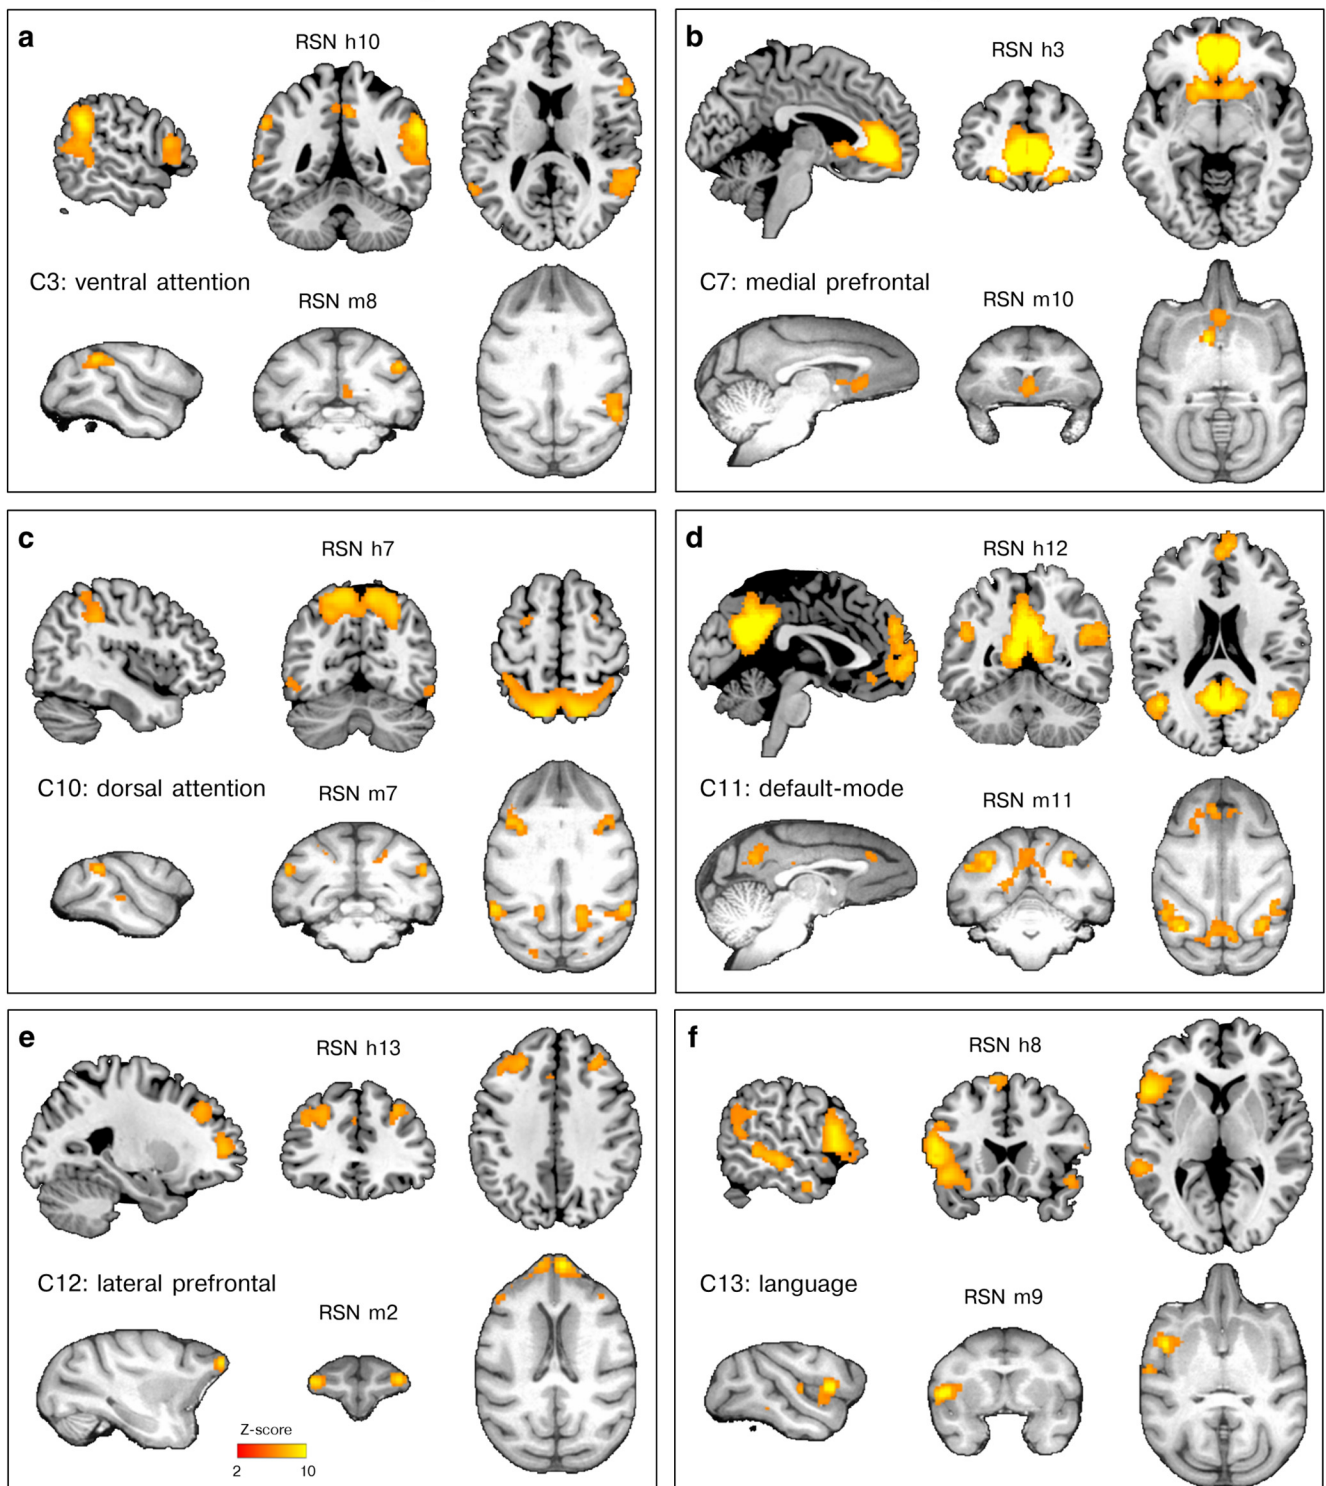 a
RSN h10
C3: ventral attention
RSN m8
b
RSN h3
C7: medial prefrontal
RSN m10
c
RSN h7
C10: dorsal attention
RSN m7
d
RSN h12
C11: default-mode
RSN m11
e
RSN h13
C12: lateral prefrontal
RSN m2
Z-score
2 10
f
RSN h8
C13: language
RSN m9